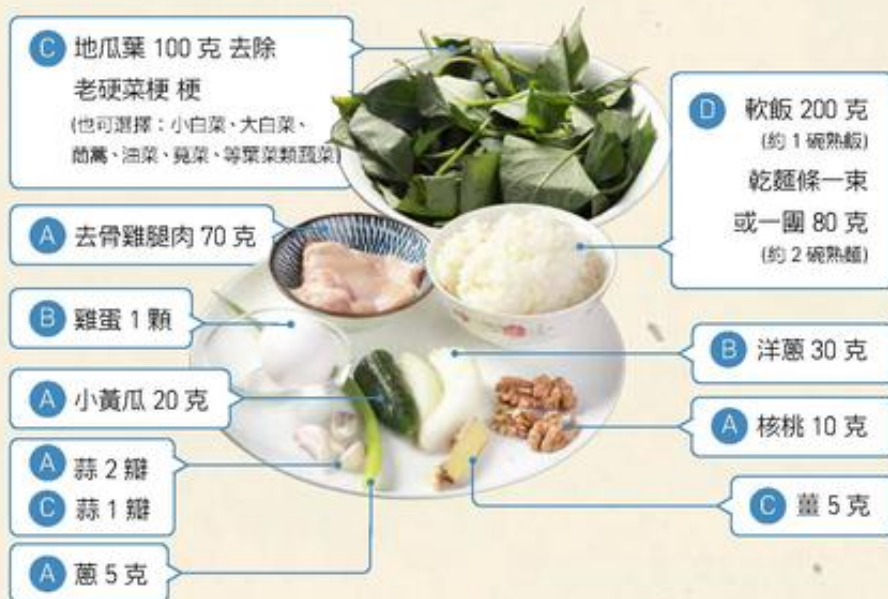 C 地瓜葉 100 克 去除
老硬菜梗 梗
(也可選擇：小白菜、大白菜、
茼蒿、油菜、莧菜、等葉菜類蔬菜)
A 去骨雞腿肉 70 克
B 雞蛋 1 顆
A 小黃瓜 20 克
A 蒜 2 瓣
C 蒜 1 瓣
A 蔥 5 克
D 軟飯 200 克
(約 1 碗熟飯)
乾麵條一束
或一團 80 克
(約 2 碗熟麵)
B 洋蔥 30 克
A 核桃 10 克
C 薑 5 克